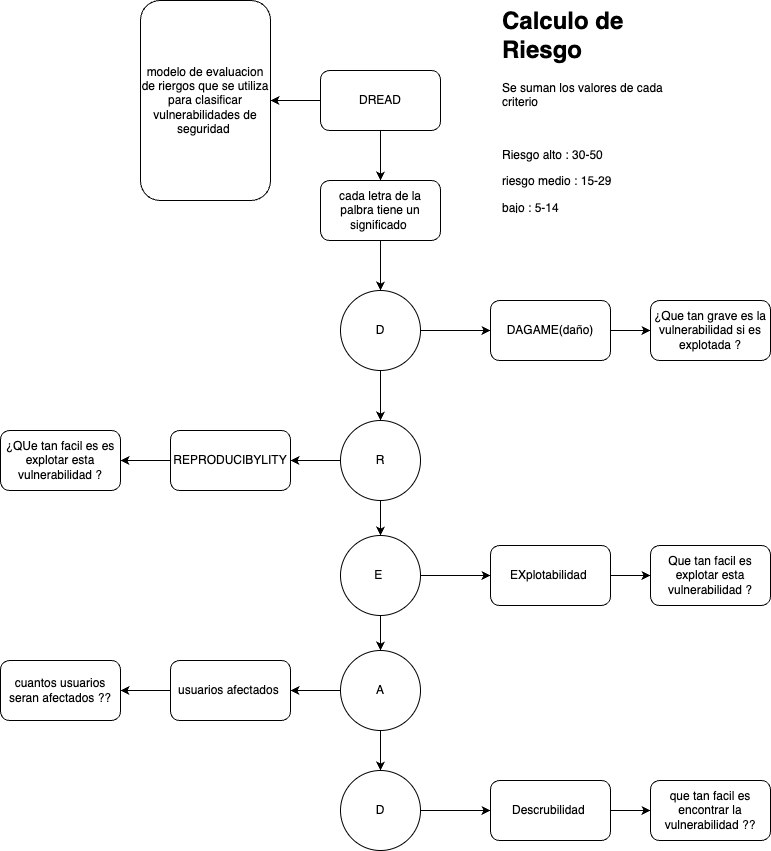 Calculo de
Riesgo
Se suman los valores de cada
criterio
Riesgo alto : 30-50
riesgo medio : 15-29
bajo : 5-14
modelo de evaluacion
de riergos que se utiliza
para clasificar
vulnerabilidades de
seguridad
DREAD
cada letra de la
palbra tiene un
significado
D
DAGAME(daño)
¿Que tan grave es la
vulnerabilidad si es
explotada ?
¿QUe tan facil es es
explotar esta
vulnerabilidad ?
REPRODUCIBYLITY
R
E
EXplotabilidad
Que tan facil es
explotar esta
vulnerabilidad ?
cuantos usuarios
seran afectados ??
usuarios afectados
A
D
Descrubilidad
que tan facil es
encontrar la
vulnerabilidad ??